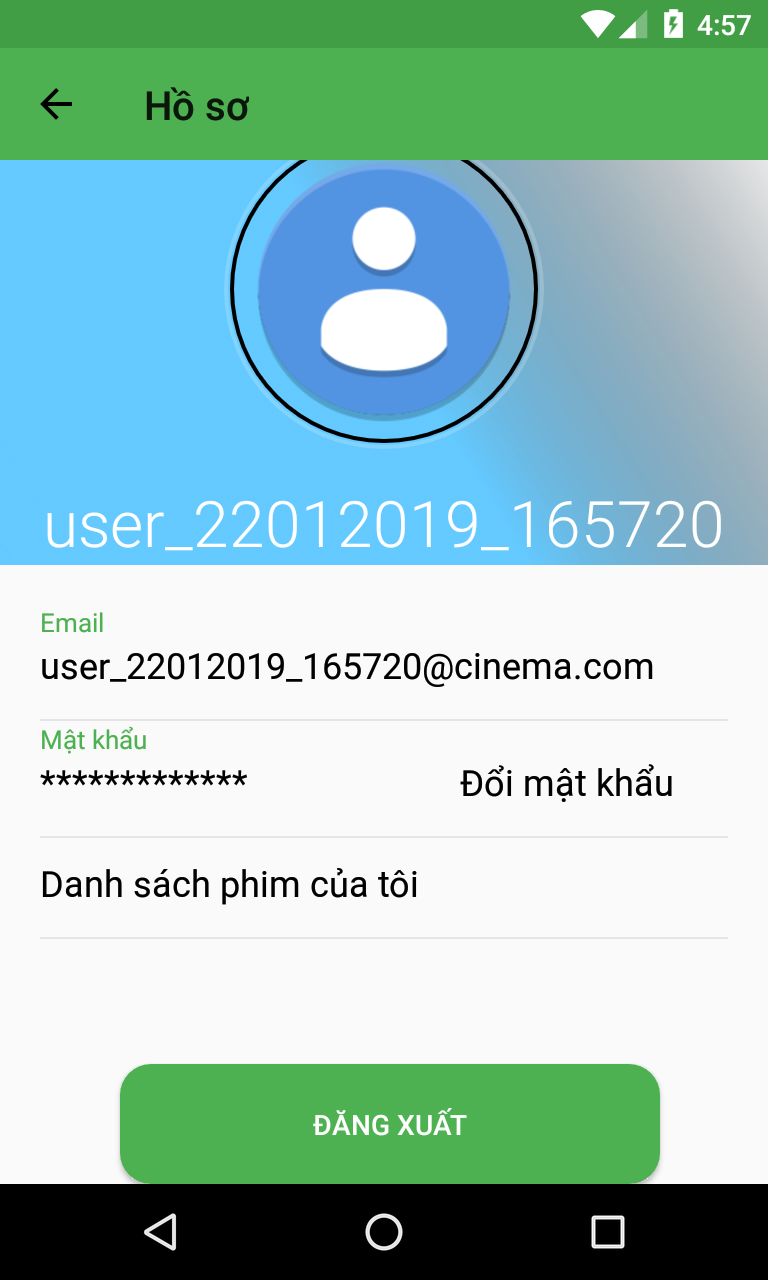 4:57
Hồ sơ
user_22012019_165720
Email
user_22012019_165720@cinema.com
Mật khẩu
************* Đổi mật khẩu
Danh sách phim của tôi
ĐĂNG XUẤT